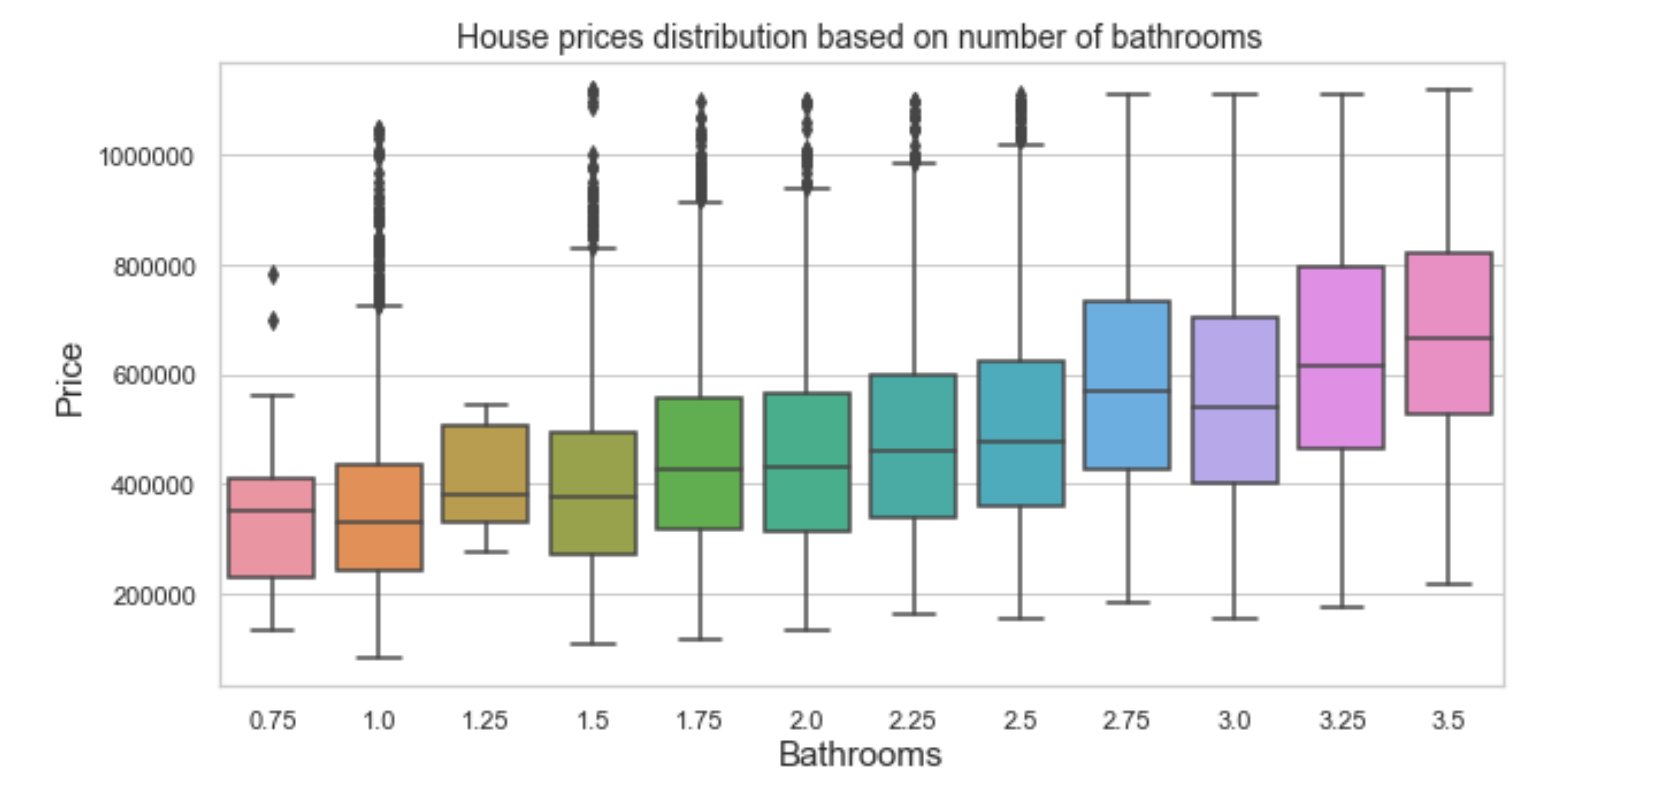 House prices distribution based on number of bathrooms
1000000
800000
600000
400000
200000
Price
0.75 1.0 1.25 1.5 1.75 2.0 2.25 2.5 2.75 3.0 3.25 3.5
Bathrooms